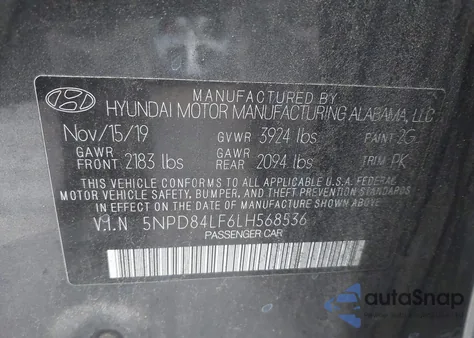 MANUFACTURED BY
HYUNDAI MOTOR MANUFACTURING ALABAMA, LLC
Nov/15/19 GVWR 3924 lbs PAINT 2G
GAWR FRONT 2183 lbs GAWR REAR 2094 lbs TRIM PK
THIS VEHICLE CONFORMS TO ALL APPLICABLE U.S.A. FEDERAL
MOTOR VEHICLE SAFETY, BUMPER, AND THEFT PREVENTION STANDARDS
IN EFFECT ON THE DATE OF MANUFACTURE SHOWN ABOVE.
V.I.N 5NPD84LF6LH568536
PASSENGER CAR
autoSnap